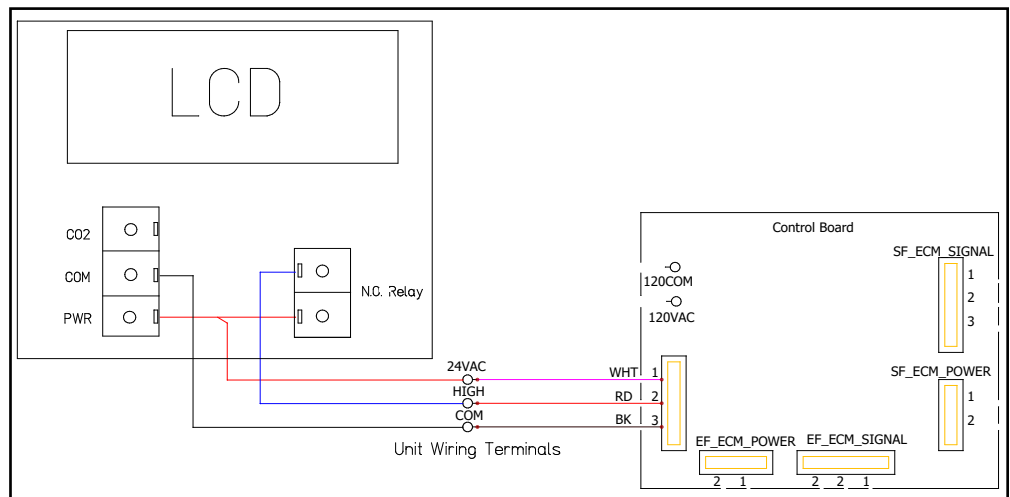 LCD
CO2
COM
PWR
N.O. Relay
Control Board
SF_ECM_SIGNAL
1
2
3
120COM
120VAC
24VAC
HIGH
COM
Unit Wiring Terminals
WHT 1
RD 2
BK 3
SF_ECM_POWER
1
2
EF_ECM_POWER
2 1
EF_ECM_SIGNAL
2 2 1